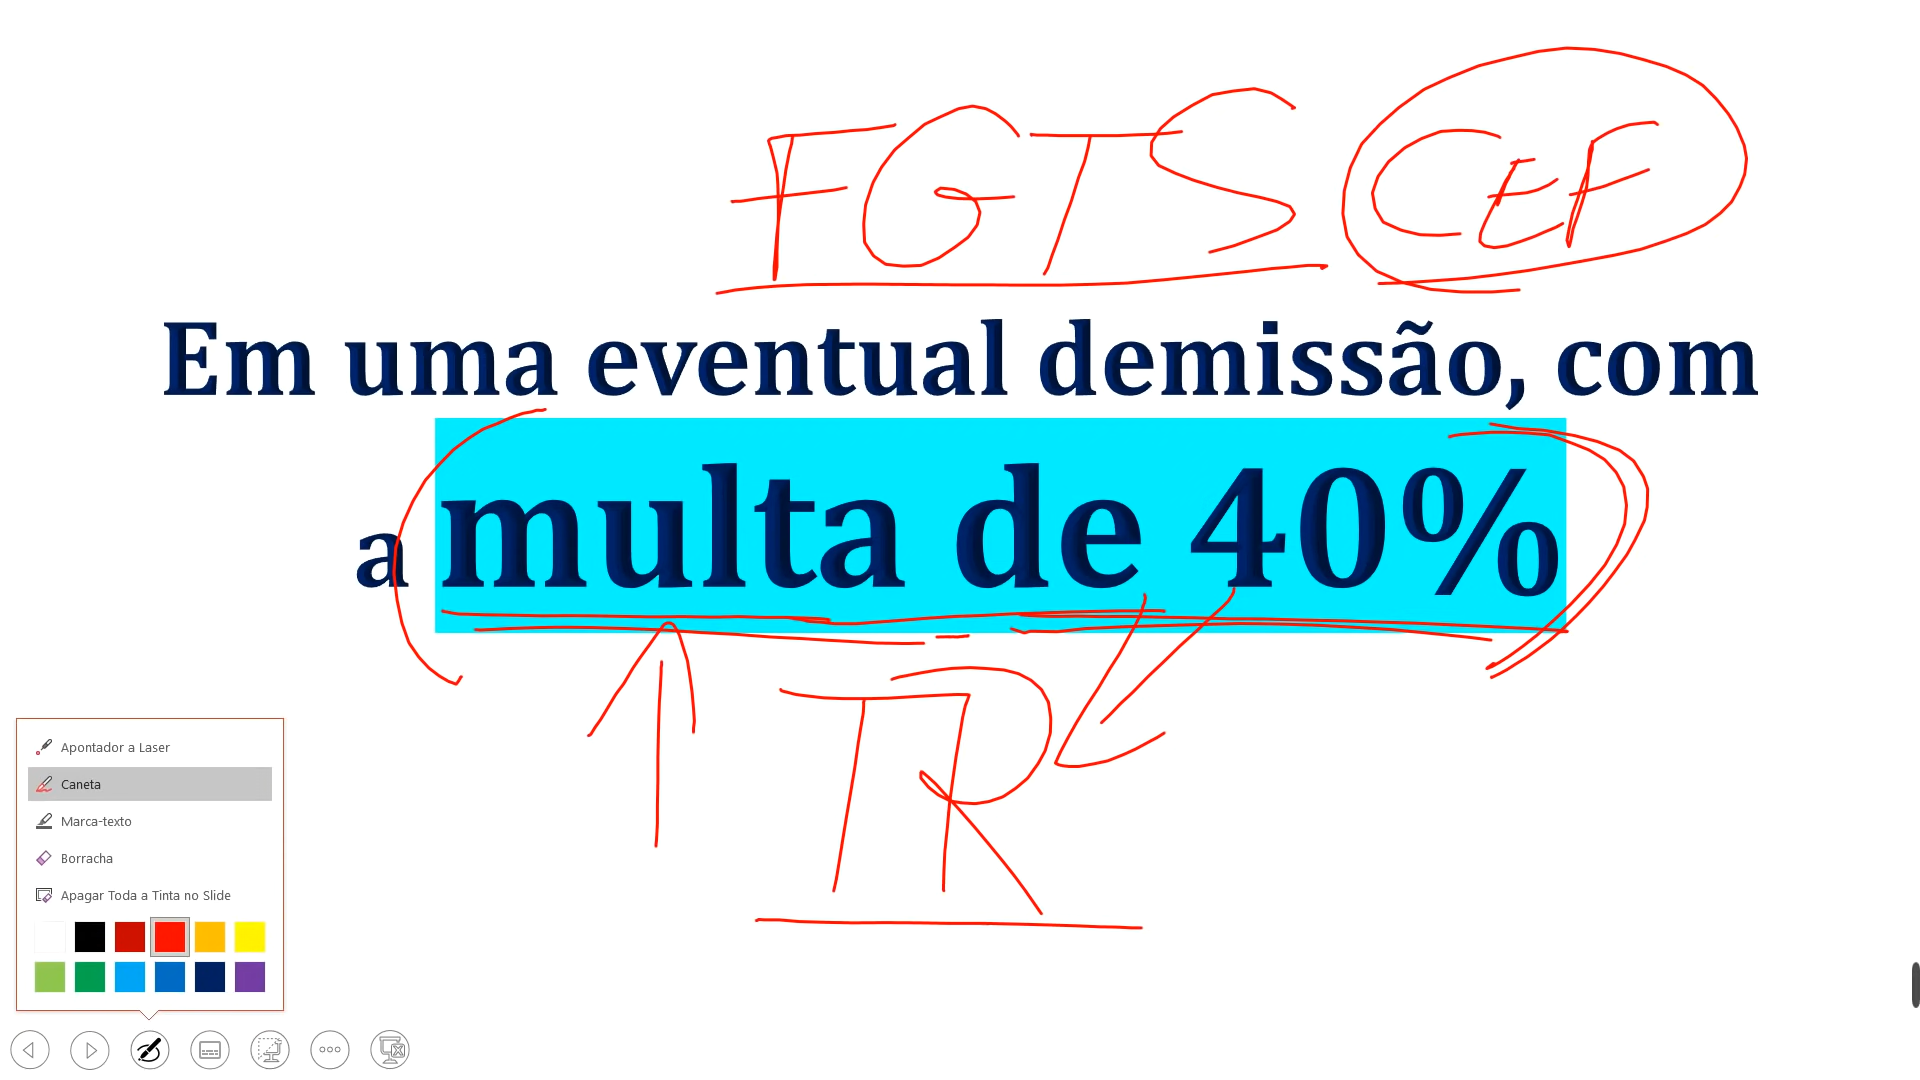 FGTS CEF
Em uma eventual demissão, com
a multa de 40%
TR
Apontador a Laser
Caneta
Marca-texto
Borracha
Apagar Toda a Tinta no Slide